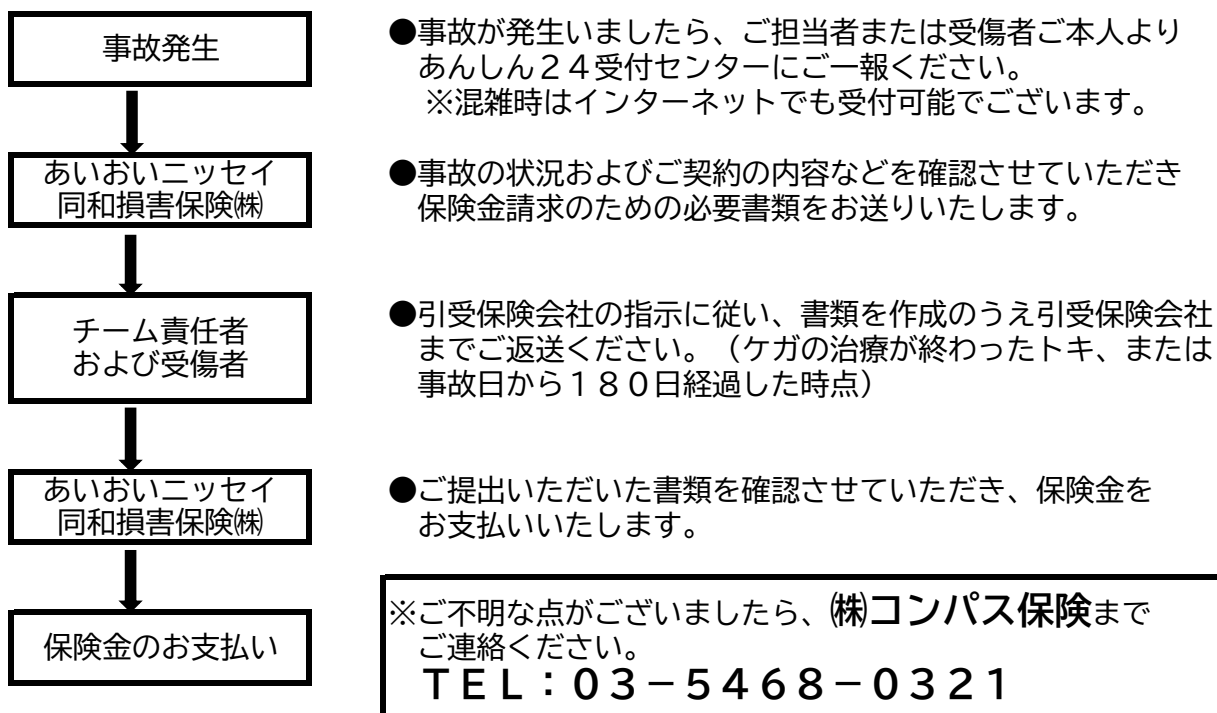 事故発生
●事故が発生いましたら、ご担当者または受傷者ご本人より
あんしん２４受付センターにご一報ください。
※混雑時はインターネットでも受付可能でございます。
あいおいニッセイ
同和損害保険㈱
●事故の状況およびご契約の内容などを確認させていただき
保険金請求のための必要書類をお送りいたします。
チーム責任者
および受傷者
●引受保険会社の指示に従い、書類を作成のうえ引受保険会社
までご返送ください。（ケガの治療が終わったトキ、または
事故日から１８０日経過した時点）
あいおいニッセイ
同和損害保険㈱
●ご提出いただいた書類を確認させていただき、保険金を
お支払いいたします。
保険金のお支払い
※ご不明な点がございましたら、㈱コンパス保険まで
ご連絡ください。
ＴＥＬ：０３－５４６８－０３２１